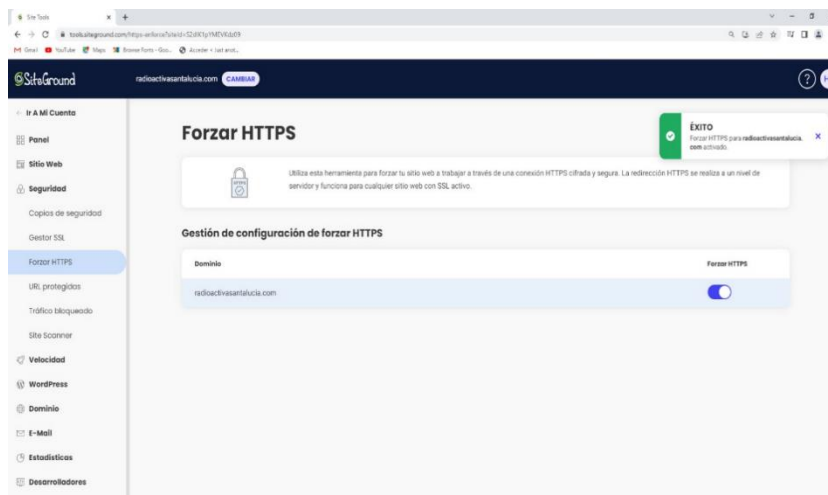 Site Tools
tools.siteground.com/https-enforce?siteId=
Gmail YouTube Maps
SiteGround radioactivasantalucia.com CAMBIAR
Ir A Mi Cuenta
Panel
Sitio Web
Seguridad
Copias de seguridad
Gestor SSL
Forzar HTTPS
URL protegidas
Tráfico bloqueado
Site Scanner
Velocidad
WordPress
Dominio
E-Mail
Estadísticas
Desarrolladores
Forzar HTTPS
ÉXITO
Forzar HTTPS para radioactivasantalucia.
com activado.
HTTPS
Utiliza esta herramienta para forzar tu sitio web a trabajar a través de una conexión HTTPS cifrada y segura. La redirección HTTPS se realiza a un nivel de
servidor y funciona para cualquier sitio web con SSL activo.
Gestión de configuración de forzar HTTPS
Dominio Forzar HTTPS
radioactivasantalucia.com